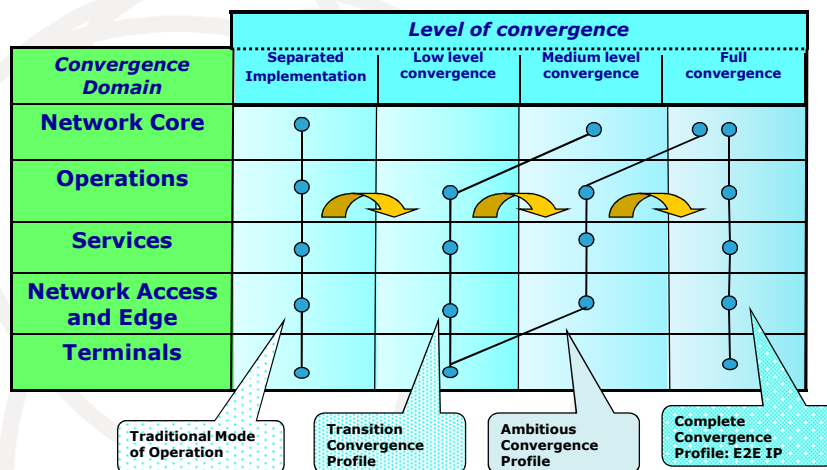 Level of convergence
Convergence
Domain
Separated
Implementation
Low level
convergence
Medium level
convergence
Full
convergence
Network Core
Operations
Services
Network Access
and Edge
Terminals
Traditional Mode
of Operation
Transition
Convergence
Profile
Ambitious
Convergence
Profile
Complete
Convergence
Profile: E2E IP